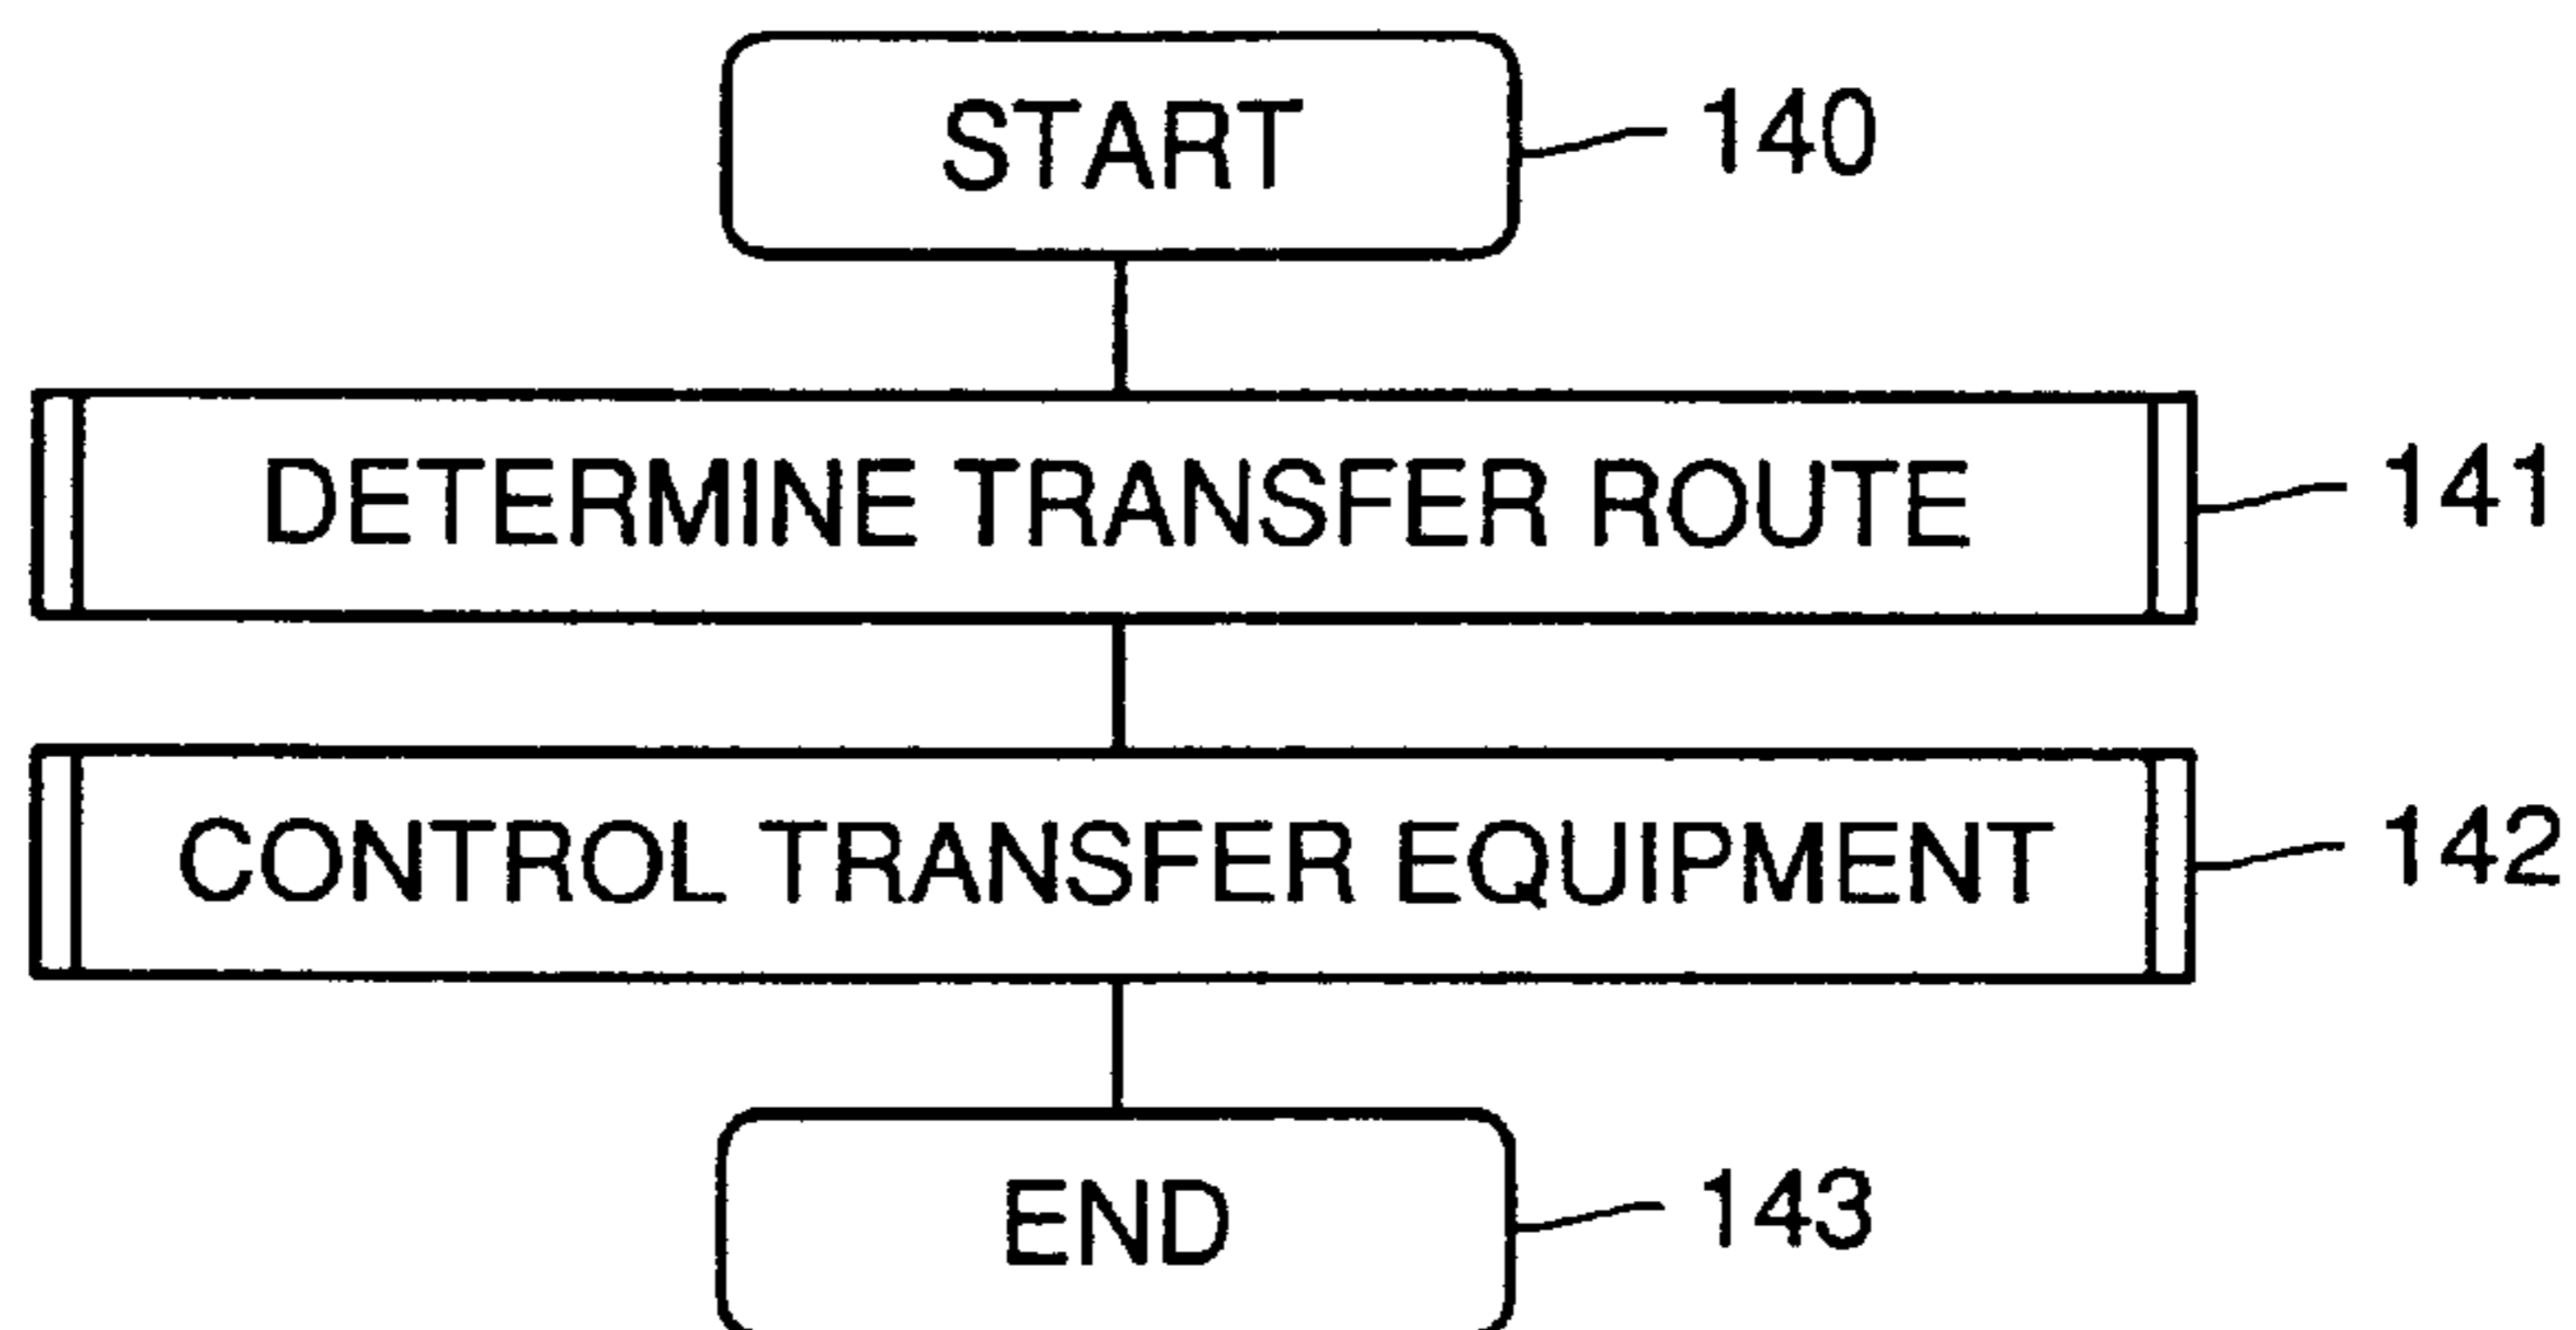 START
140
DETERMINE TRANSFER ROUTE
141
CONTROL TRANSFER EQUIPMENT
142
END
143